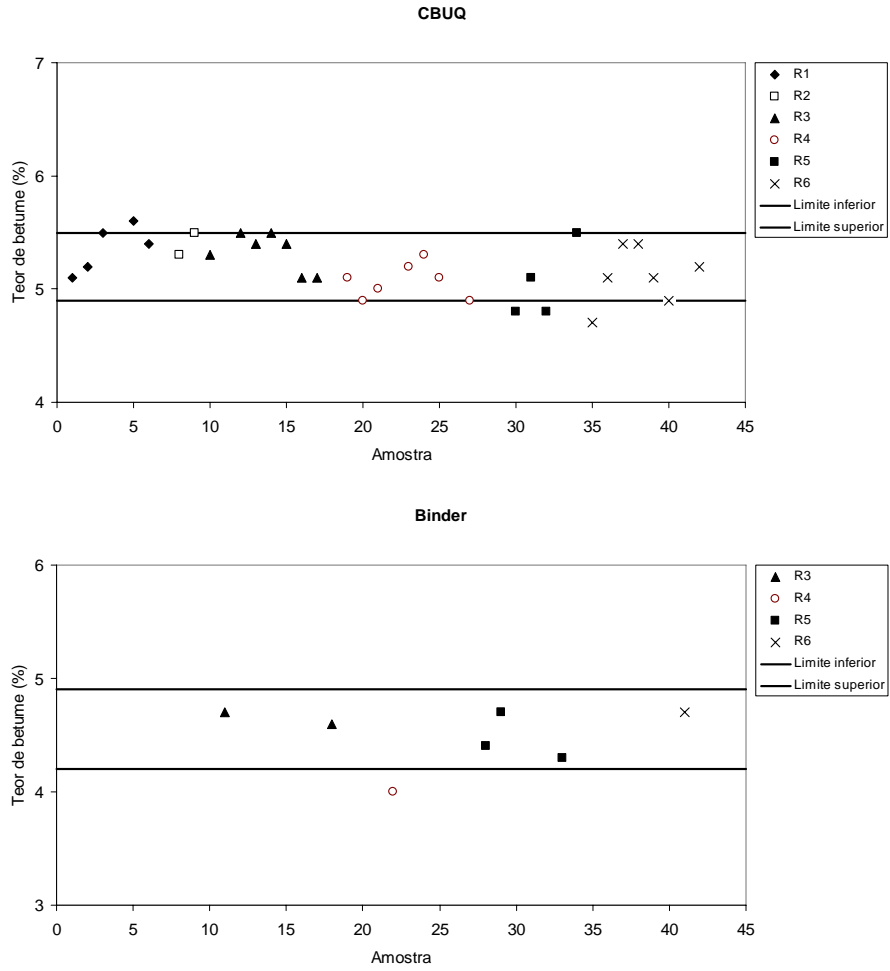 CBUQ
7
6
5
4
Teor de betume (%)
0 5 10 15 20 25 30 35 40 45
Amostra
R1
R2
R3
R4
R5
R6
Limite inferior
Limite superior
Binder
6
5
4
3
Teor de betume (%)
0 5 10 15 20 25 30 35 40 45
Amostra
R3
R4
R5
R6
Limite inferior
Limite superior